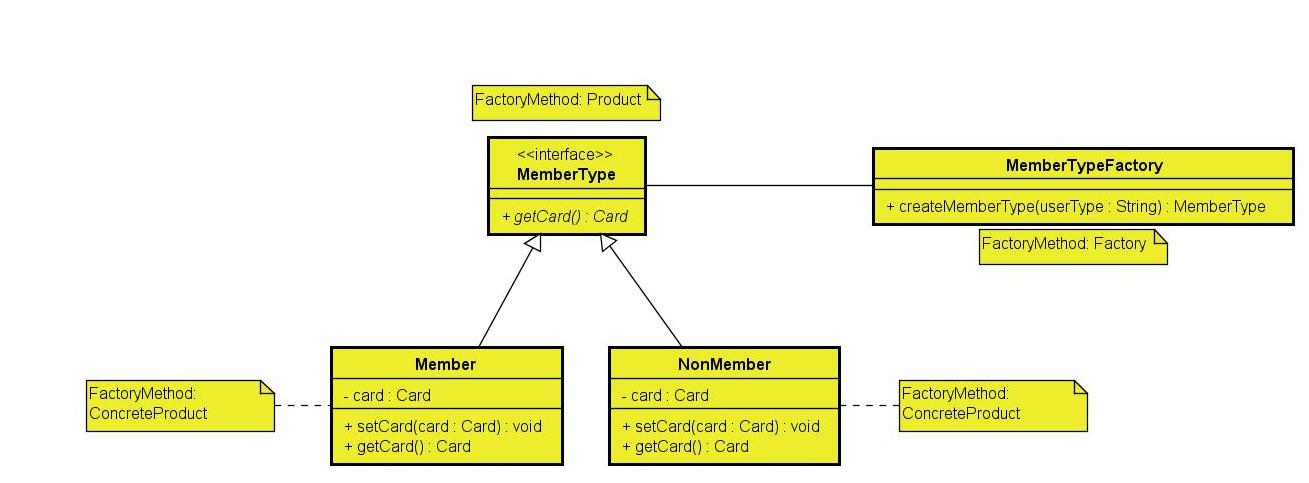 FactoryMethod: Product
<<interface>>
MemberType
+ getCard() : Card
MemberTypeFactory
+ createMemberType(userType : String) : MemberType
FactoryMethod: Factory
FactoryMethod:
ConcreteProduct
Member
- card : Card
+ setCard(card : Card) : void
+ getCard() : Card
NonMember
- card : Card
+ setCard(card : Card) : void
+ getCard() : Card
FactoryMethod:
ConcreteProduct